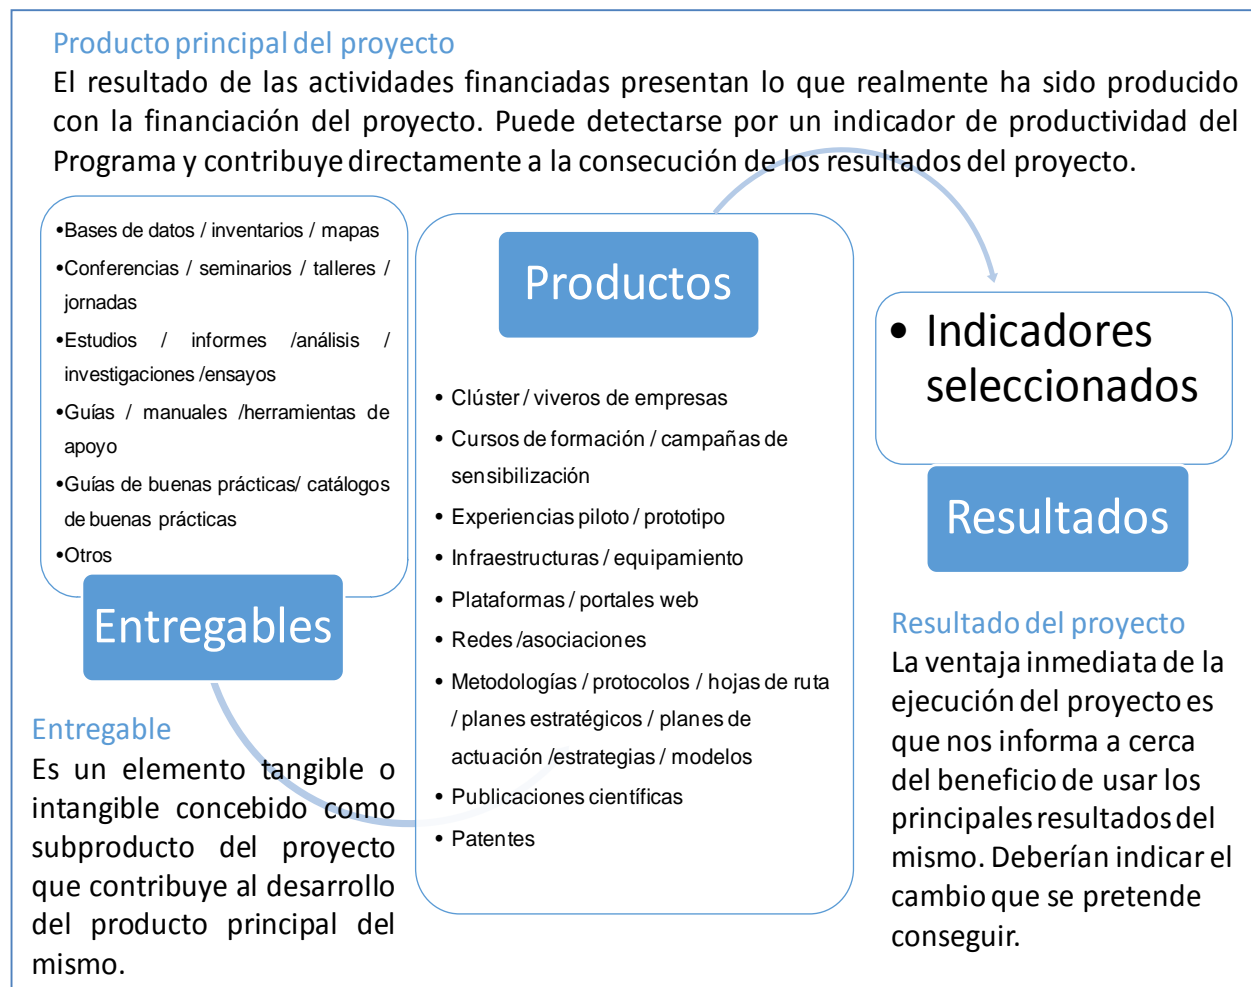 Producto principal del proyecto
El resultado de las actividades financiadas presentan lo que realmente ha sido producido
con la financiación del proyecto. Puede detectarse por un indicador de productividad del
Programa y contribuye directamente a la consecución de los resultados del proyecto.
•Bases de datos / inventarios / mapas
•Conferencias / seminarios / talleres /
jornadas
•Estudios / informes /análisis /
investigaciones /ensayos
•Guías / manuales /herramientas de
apoyo
•Guías de buenas prácticas/ catálogos
de buenas prácticas
•Otros
Entregables
Entregable
Es un elemento tangible o
intangible concebido como
subproducto del proyecto
que contribuye al desarrollo
del producto principal del
mismo.
Productos
• Clúster / viveros de empresas
• Cursos de formación / campañas de
sensibilización
• Experiencias piloto / prototipo
• Infraestructuras / equipamiento
• Plataformas / portales web
• Redes /asociaciones
• Metodologías / protocolos / hojas de ruta
/ planes estratégicos / planes de
actuación /estrategias / modelos
• Publicaciones científicas
• Patentes
• Indicadores
seleccionados
Resultados
Resultado del proyecto
La ventaja inmediata de la
ejecución del proyecto es
que nos informa a cerca
del beneficio de usar los
principales resultados del
mismo. Deberían indicar el
cambio que se pretende
conseguir.